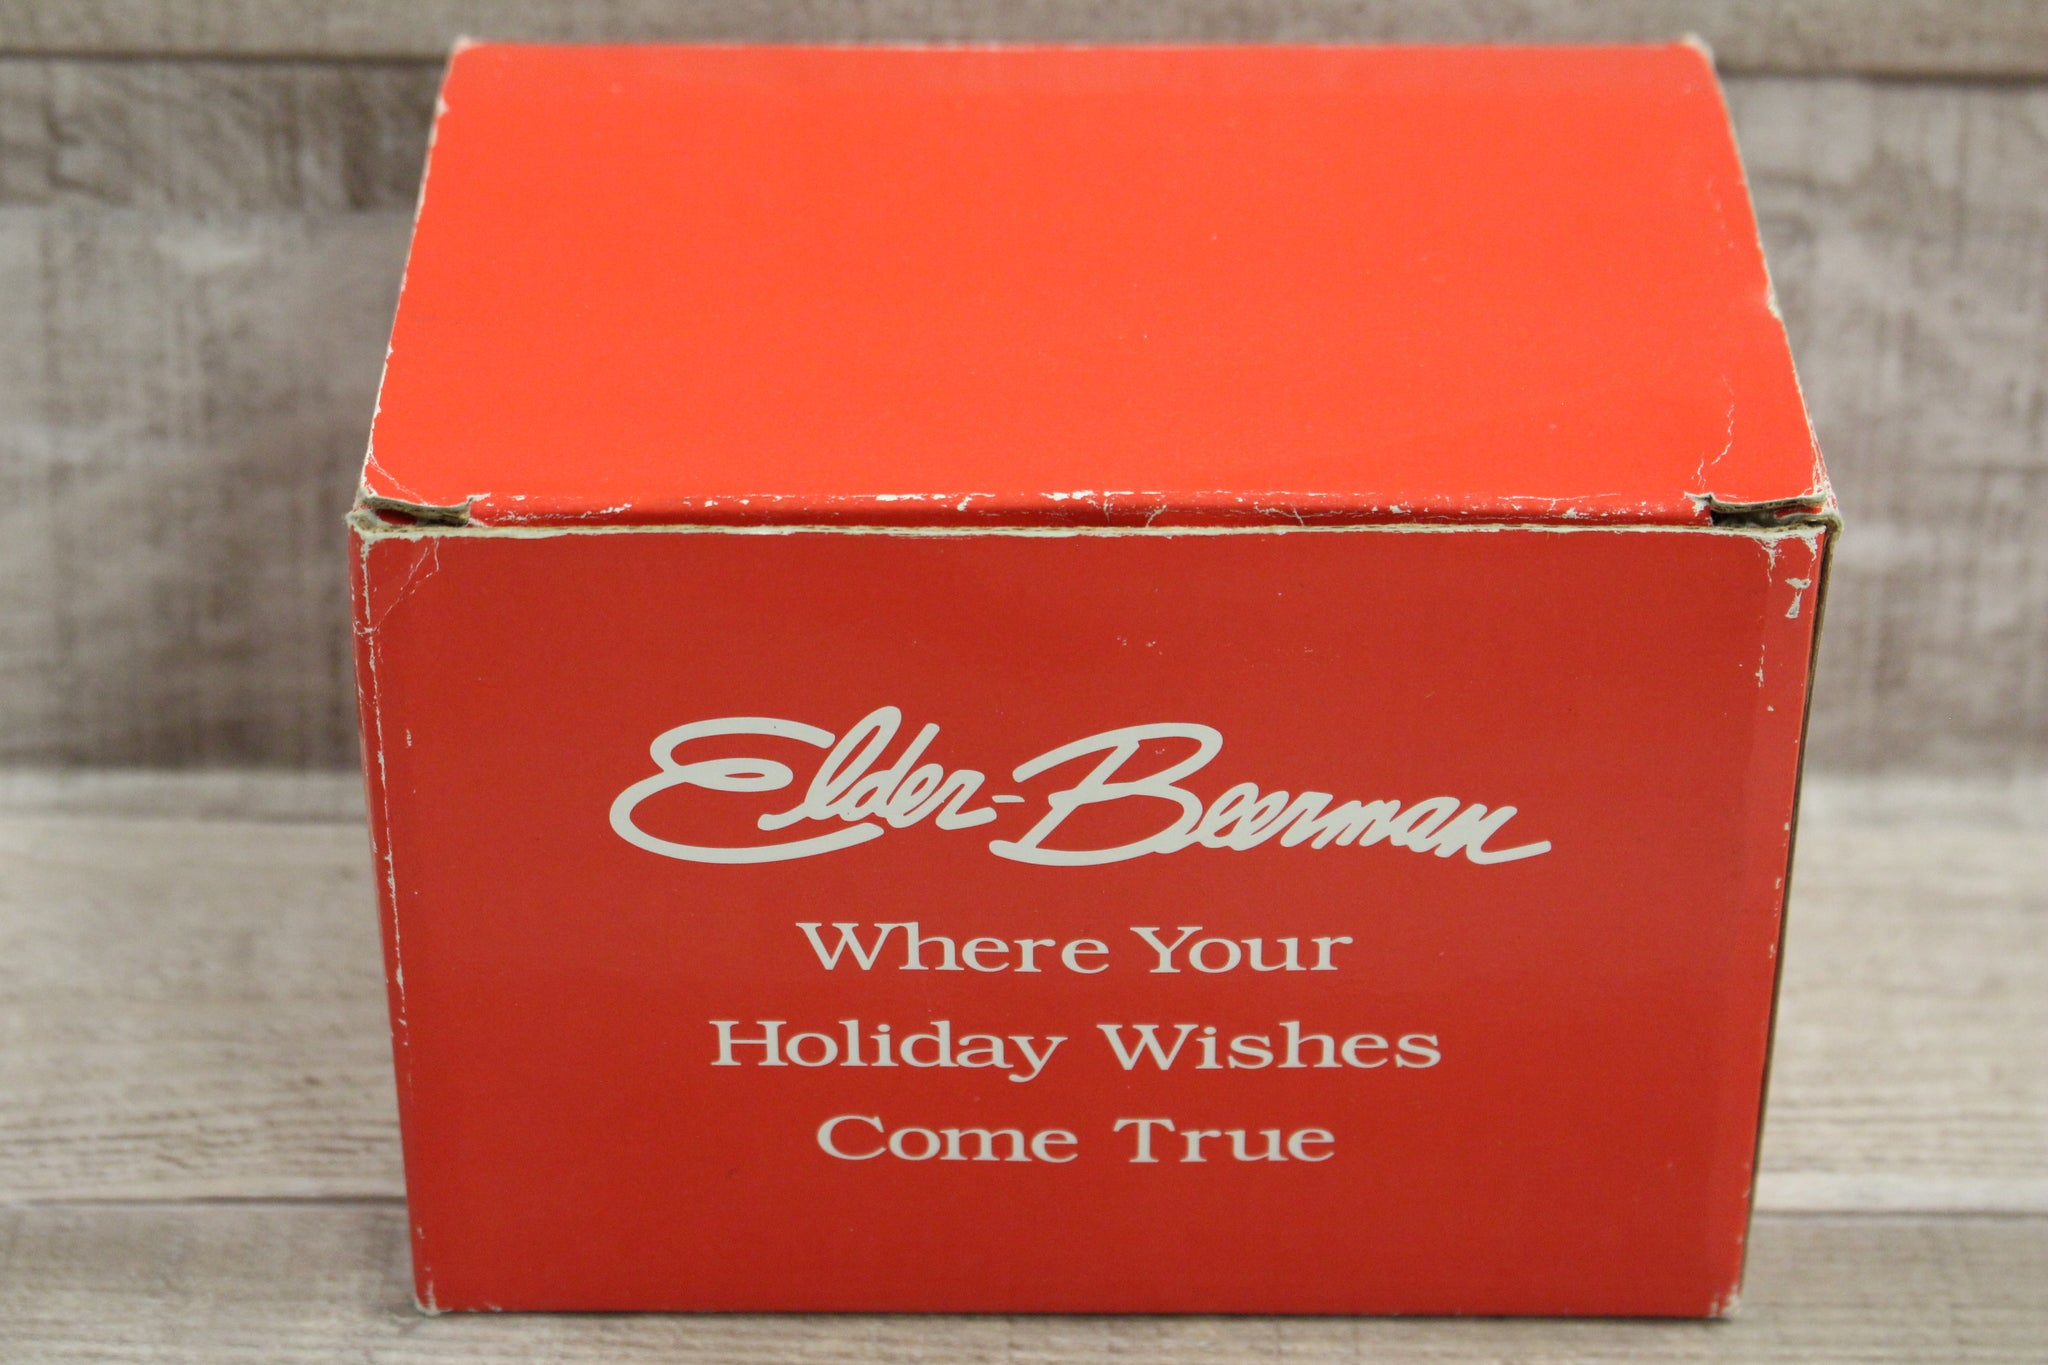 Elder-Beerman
Where Your
Holiday Wishes
Come True